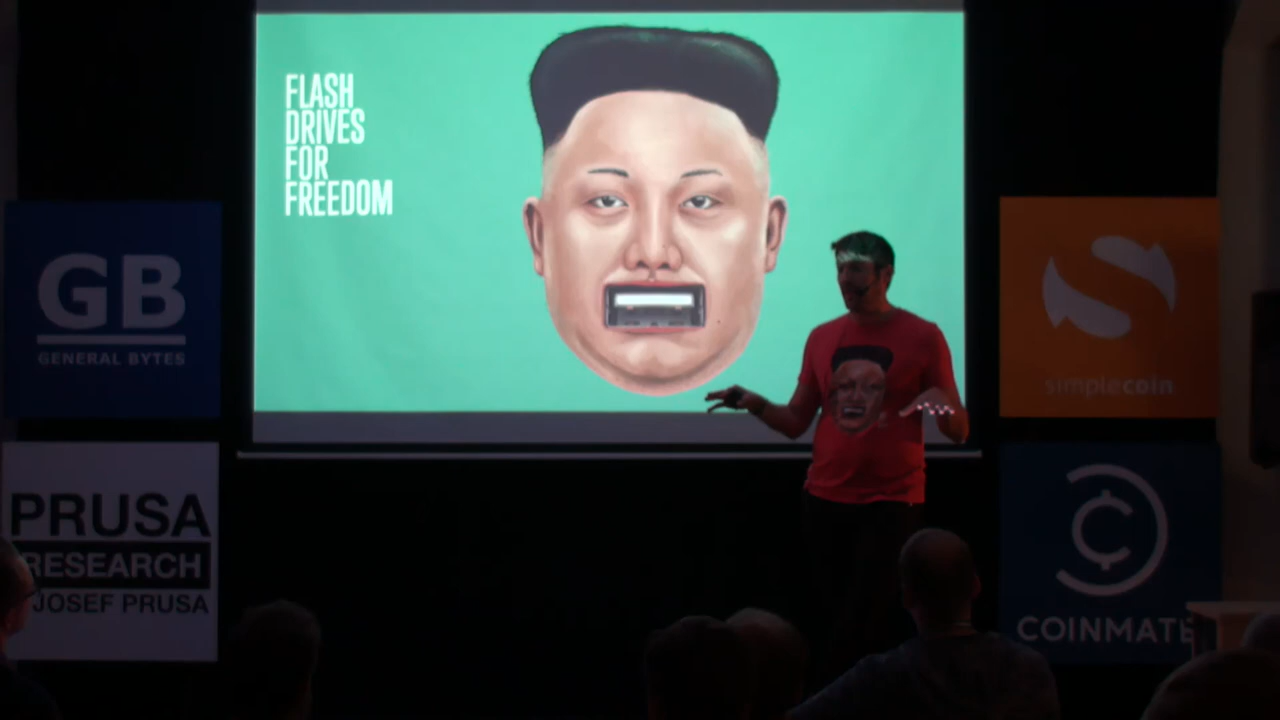 FLASH
DRIVES
FOR
FREEDOM
GB
GENERAL BYTES
PRUSA
RESEARCH
JOSEF PRUSA
simplecoin
COINMATE